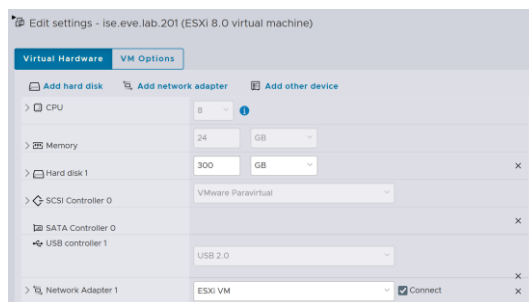 Edit settings - ise.eve.lab.201 (ESXi 8.0 virtual machine)
Virtual Hardware VM Options
Add hard disk Add network adapter Add other device
CPU 8
Memory 24 GB
Hard disk 1 300 GB
SCSI Controller 0 VMware Paravirtual
SATA Controller 0
USB controller 1 USB 2.0
Network Adapter 1 ESXi VM Connect